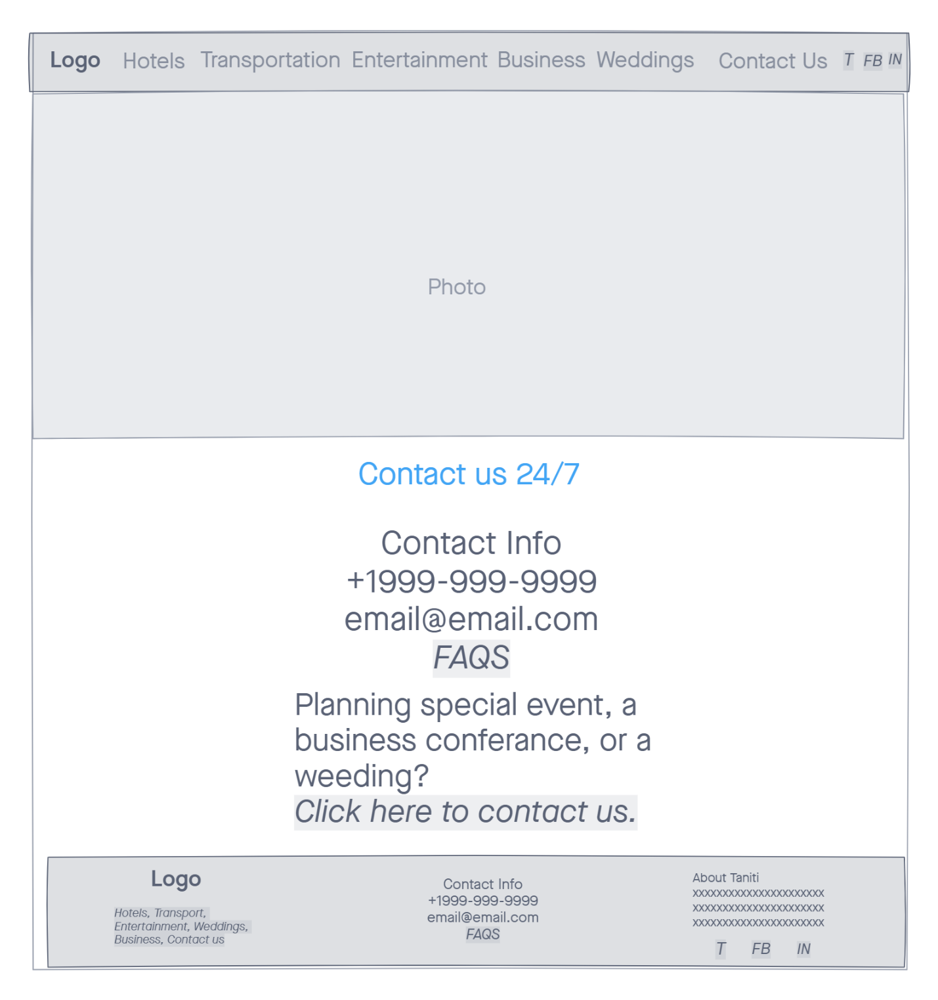 Logo Hotels Transportation Entertainment Business Weddings Contact Us T FB IN
Photo
Contact us 24/7
Contact Info
+1999-999-9999
email@email.com
FAQS
Planning special event, a
business conferance, or a
weeding?
Click here to contact us.
Logo
Hotels, Transport,
Entertainment, Weddings,
Business, Contact us
Contact Info
+1999-999-9999
email@email.com
FAQS
About Taniti
xxxxxxxxxxxxxxxxxxxxxx
xxxxxxxxxxxxxxxxxxxxxx
xxxxxxxxxxxxxxxxxxxxxx
T FB IN